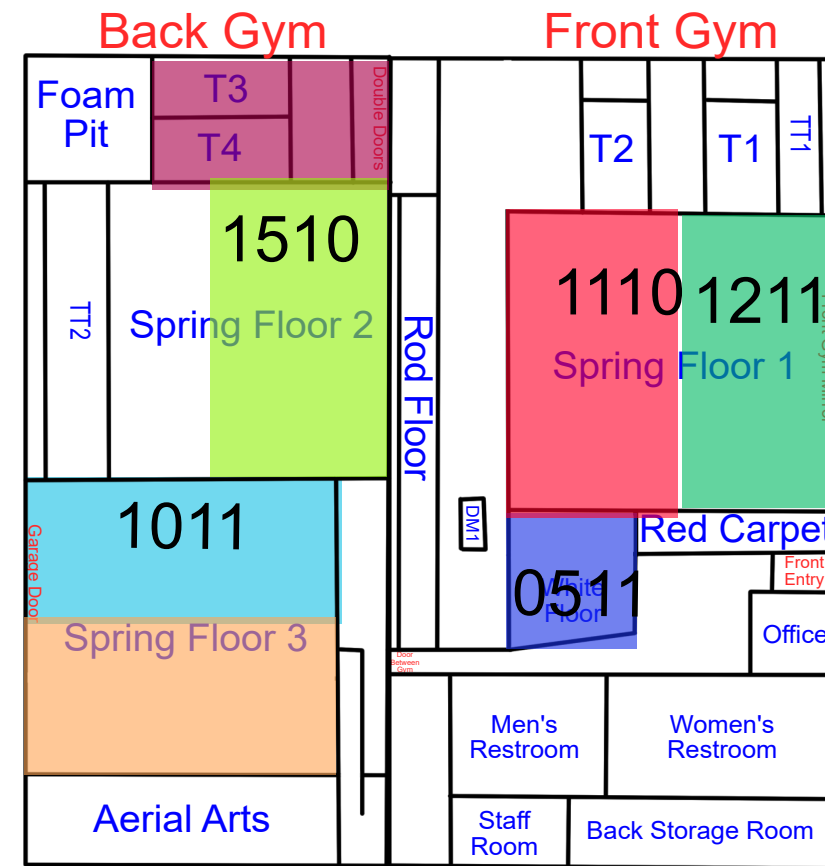 Back Gym
Front Gym
Foam
Pit
T3
T4
Double Doors
T2
T1
TT1
1510
1110
1211
TT2
Spring Floor 2
Rod Floor
Spring Floor 1
1011
DM1
Red Carpet
Garage Door
0511
White
Floor
Front
Entry
Spring Floor 3
Office
Door
Between
Gym
Men's
Restroom
Women's
Restroom
Aerial Arts
Staff
Room
Back Storage Room